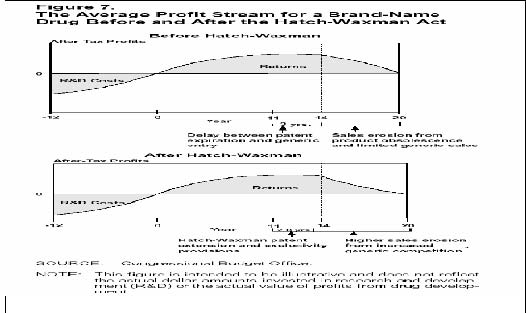 Figure 7.
The Average Profit Stream for a Brand-Name
Drug Before and After the Hatch-Waxman Act
Before Hatch-Waxman
After-Tax Profits
0
R&D Costs
Returns
-12 0 11 14 20
Year
3 yrs.
Delay between patent
expiration and generic
entry
Sales erosion from
product obsolescence
and limited generic sales
After Hatch-Waxman
After-Tax Profits
0
R&D Costs
Returns
-12 0 11 14 20
Year
Hatch-Waxman patent
extension and exclusivity
provisions
Higher sales erosion
from increased
generic competition
SOURCE: Congressional Budget Office.
NOTE: This figure is intended to be illustrative and does not reflect
the actual dollar amounts invested in research and develop-
ment (R&D) or the actual value of profits from drug develop-
ment.